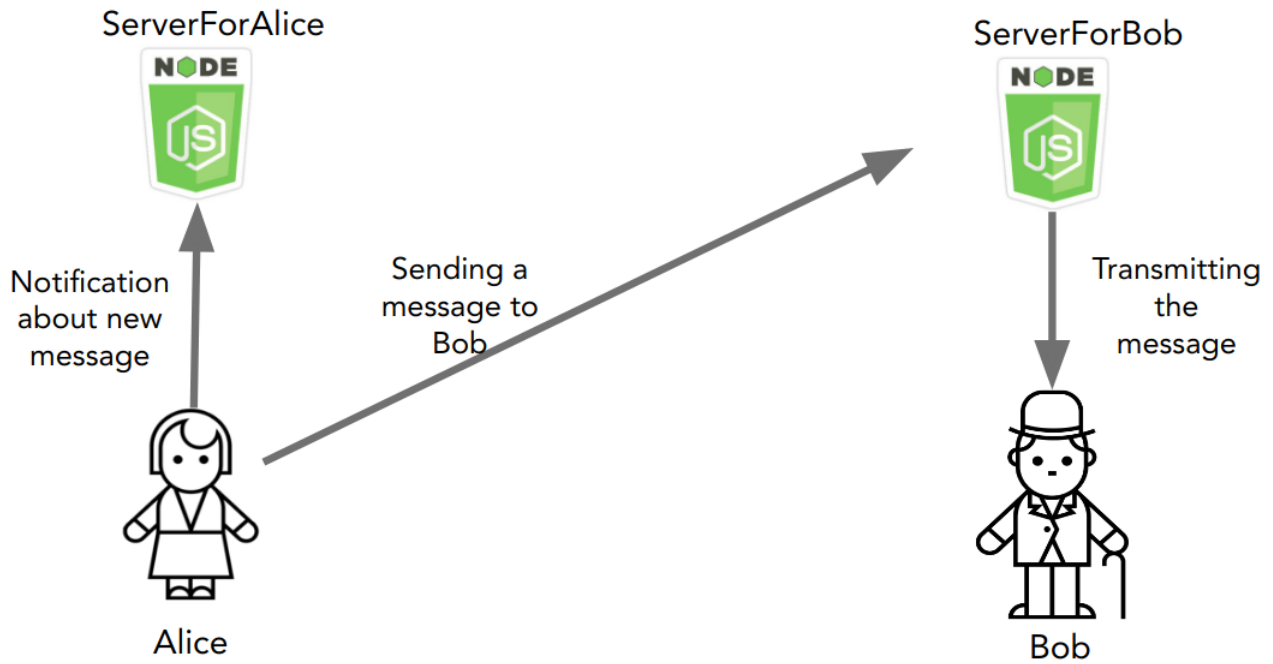 ServerForAlice
NODE
JS
ServerForBob
NODE
JS
Notification
about new
message
Sending a
message to
Bob
Transmitting
the
message
Alice
Bob